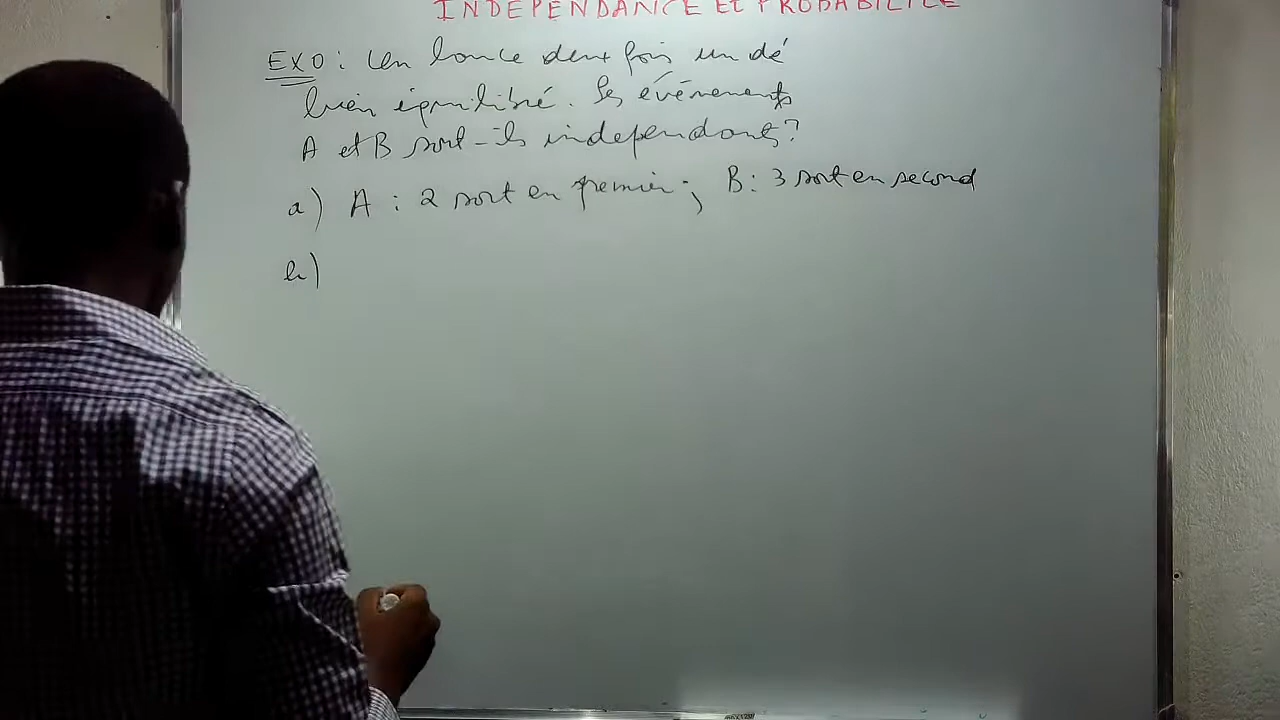 INDEPENDANCE Et PROBABILITE
EXO : On lance deux fois un dé
bien équilibré. Les événements
A et B sont-ils independants ?
a) A : 2 sort en premier ; B : 3 sort en second
b)